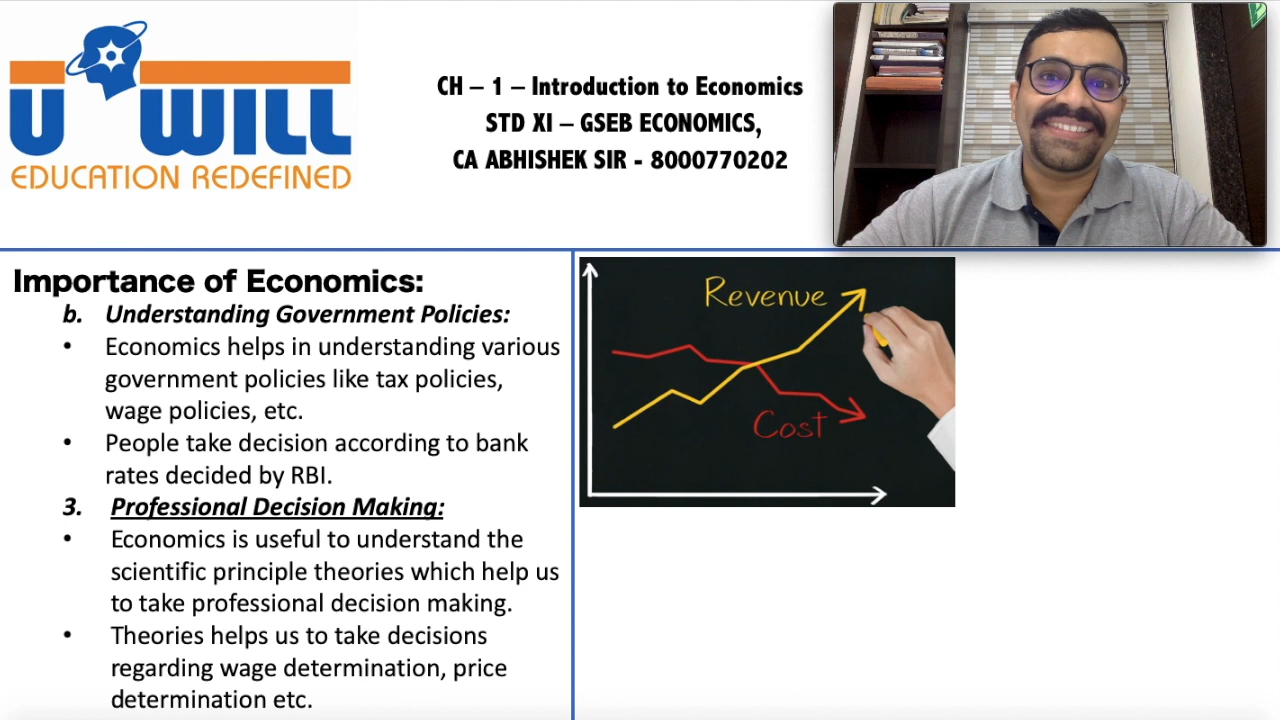 U WILL
EDUCATION REDEFINED
CH – 1 – Introduction to Economics
STD XI – GSEB ECONOMICS,
CA ABHISHEK SIR - 8000770202
Importance of Economics:
b. Understanding Government Policies:
• Economics helps in understanding various
government policies like tax policies,
wage policies, etc.
• People take decision according to bank
rates decided by RBI.
3. Professional Decision Making:
• Economics is useful to understand the
scientific principle theories which help us
to take professional decision making.
• Theories helps us to take decisions
regarding wage determination, price
determination etc.
Revenue
Cost